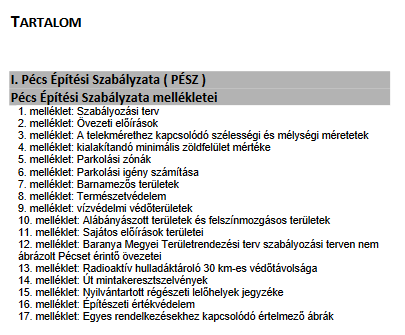 TARTALOM
I. Pécs Építési Szabályzata ( PÉSZ )
Pécs Építési Szabályzata mellékletei
1. melléklet: Szabályozási terv
2. melléklet: Övezeti előírások
3. melléklet: A telekmérethez kapcsolódó szélességi és mélységi méretetek
4. melléklet: kialakítandó minimális zöldfelület mértéke
5. melléklet: Parkolási zónák
6. melléklet: Parkolási igény számítása
7. melléklet: Barnamezős területek
8. melléklet: Természetvédelem
9. melléklet: vízvédelmi védőterületek
10. melléklet: Alábányászott területek és felszínmozgásos területek
11. melléklet: Sajátos előírások területei
12. melléklet: Baranya Megyei Területrendezési terv szabályozási terven nem
ábrázolt Pécset érintő övezetei
13. melléklet: Radioaktív hulladáktároló 30 km-es védőtávolsága
14. melléklet: Út mintakeresztszelvények
15. melléklet: Nyilvántartott régészeti lelőhelyek jegyzéke
16. melléklet: Építészeti értékvédelem
17. melléklet: Egyes rendelkezésekhez kapcsolódó értelmező ábrák